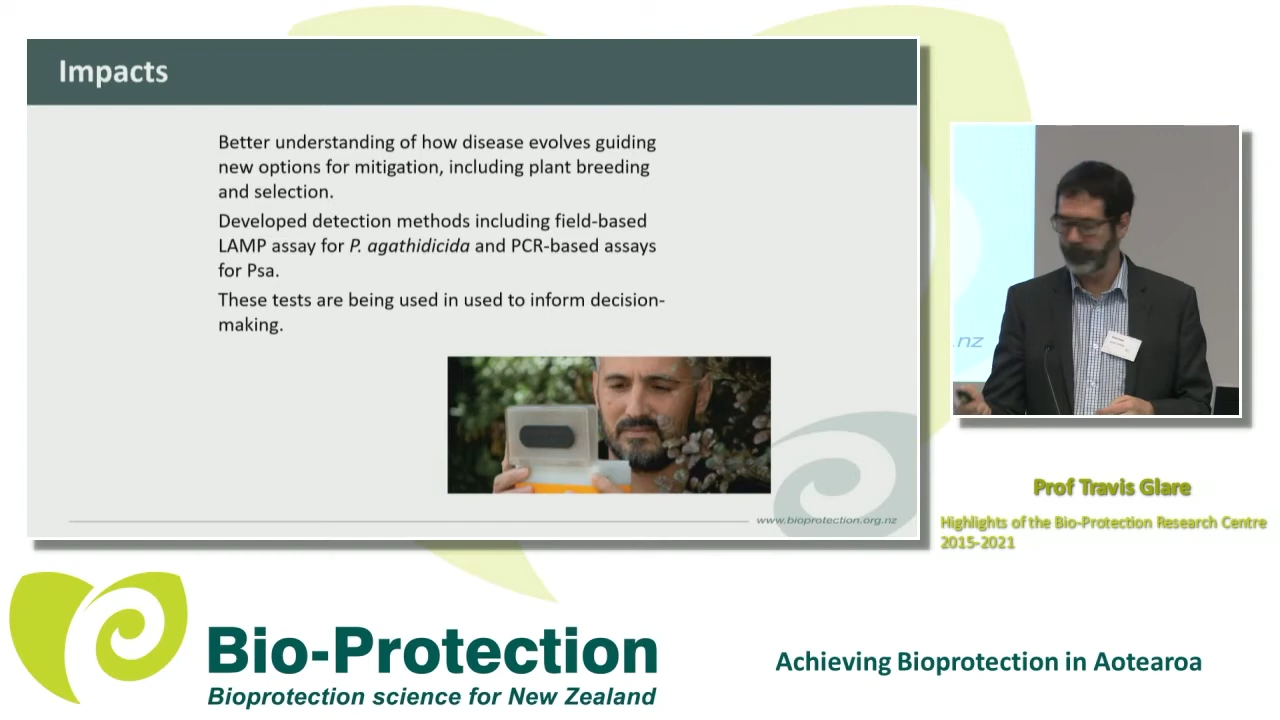 Impacts
Better understanding of how disease evolves guiding
new options for mitigation, including plant breeding
and selection.
Developed detection methods including field-based
LAMP assay for P. agathidicida and PCR-based assays
for Psa.
These tests are being used in used to inform decision-
making.
www.bioprotection.org.nz
.nz
Prof Travis Glare
Highlights of the Bio-Protection Research Centre
2015-2021
Bio-Protection
Bioprotection science for New Zealand
Achieving Bioprotection in Aotearoa